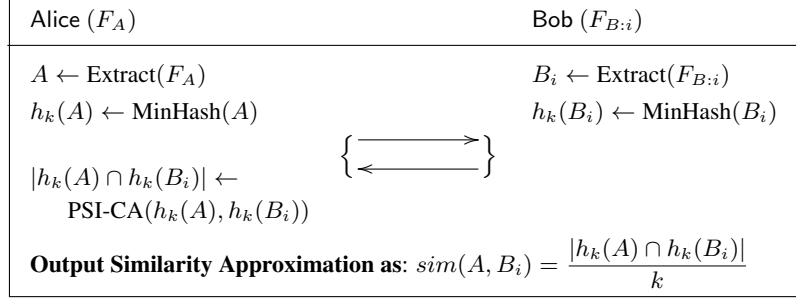 Alice (F_A) Bob (F_{B:i})
A ← Extract(F_A) B_i ← Extract(F_{B:i})
h_k(A) ← MinHash(A) h_k(B_i) ← MinHash(B_i)
|h_k(A) ∩ h_k(B_i)| ←
PSI-CA(h_k(A), h_k(B_i))
Output Similarity Approximation as: sim(A, B_i) = |h_k(A) ∩ h_k(B_i)| / k